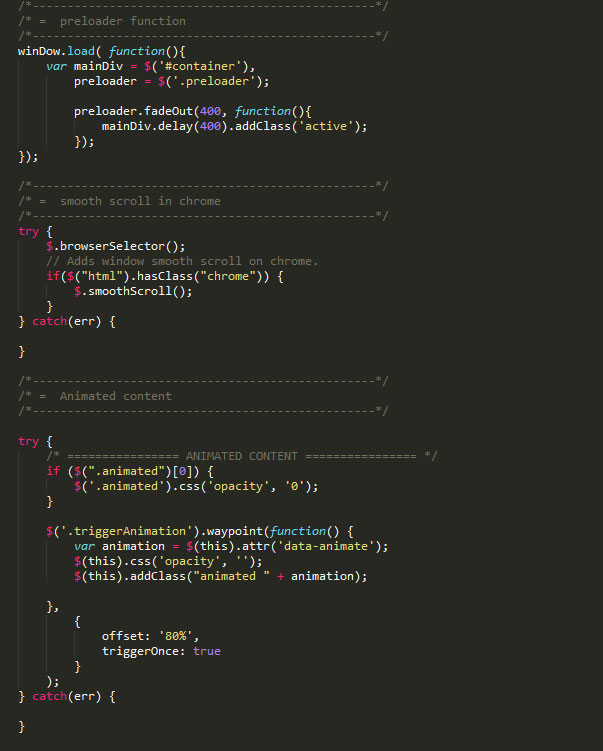 /*-------------------------------------------------*/
/* =  preloader function
/*-------------------------------------------------*/
winDow.load( function(){
    var mainDiv = $('#container'),
        preloader = $('.preloader');

        preloader.fadeOut(400, function(){
            mainDiv.delay(400).addClass('active');
        });
});

/*-------------------------------------------------*/
/* =  smooth scroll in chrome
/*-------------------------------------------------*/
try {
    $.browserSelector();
    // Adds window smooth scroll on chrome.
    if($("html").hasClass("chrome")) {
        $.smoothScroll();
    }
} catch(err) {

}

/*-------------------------------------------------*/
/* =  Animated content
/*-------------------------------------------------*/

try {
    /* ================ ANIMATED CONTENT ================ */
    if ($(".animated")[0]) {
        $('.animated').css('opacity', '0');
    }

    $('.triggerAnimation').waypoint(function() {
        var animation = $(this).attr('data-animate');
        $(this).css('opacity', '');
        $(this).addClass("animated " + animation);

    },
        {
            offset: '80%',
            triggerOnce: true
        }
    );
} catch(err) {

}